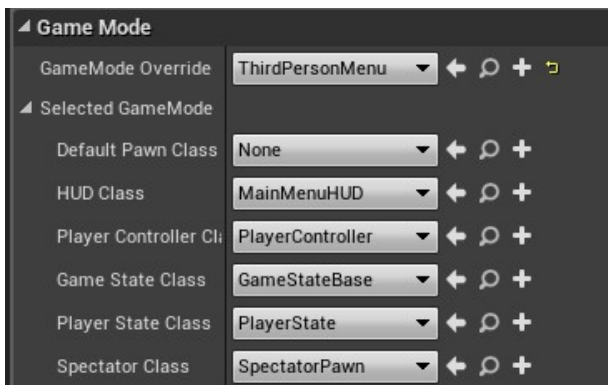 Game Mode
GameMode Override ThirdPersonMenu
Selected GameMode
Default Pawn Class None
HUD Class MainMenuHUD
Player Controller Cla PlayerController
Game State Class GameStateBase
Player State Class PlayerState
Spectator Class SpectatorPawn